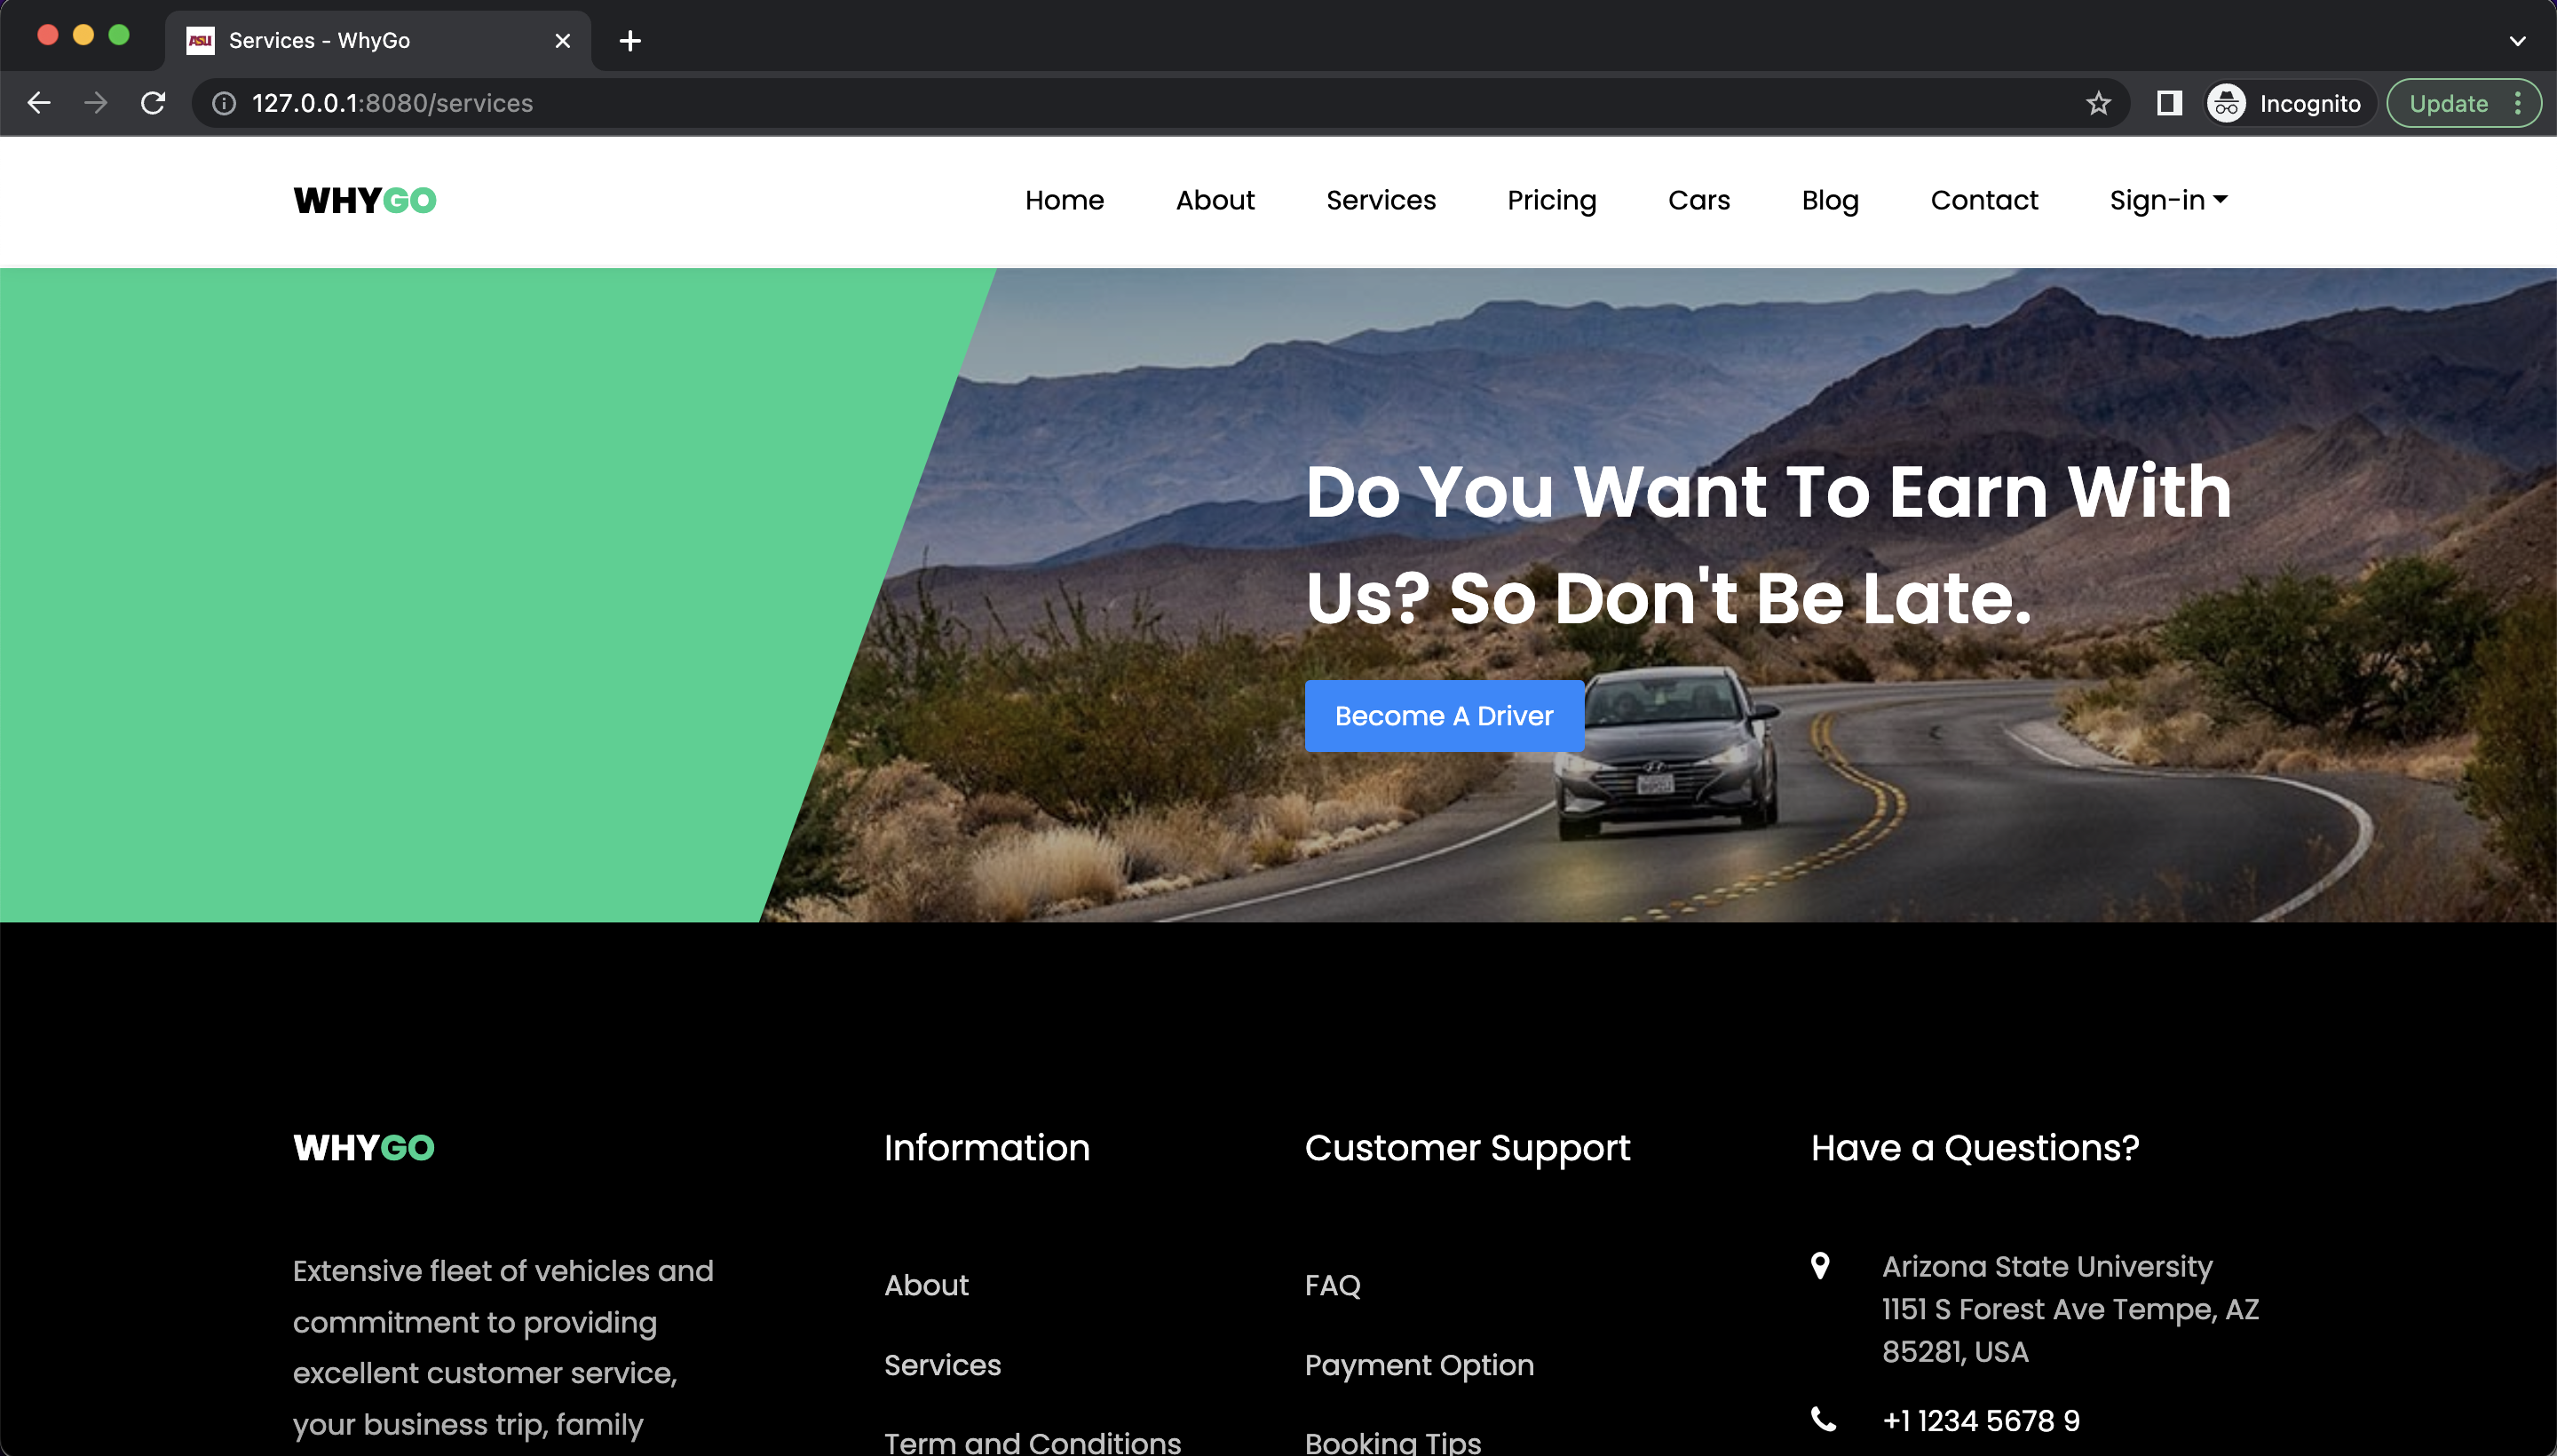 ASU Services - WhyGo
127.0.0.1:8080/services
Incognito
Update
WHYGO
Home About Services Pricing Cars Blog Contact Sign-in
Do You Want To Earn With
Us? So Don't Be Late.
Become A Driver
WHYGO
Extensive fleet of vehicles and
commitment to providing
excellent customer service,
your business trip, family
Information
About
Services
Term and Conditions
Customer Support
FAQ
Payment Option
Booking Tips
Have a Questions?
Arizona State University
1151 S Forest Ave Tempe, AZ
85281, USA
+1 1234 5678 9